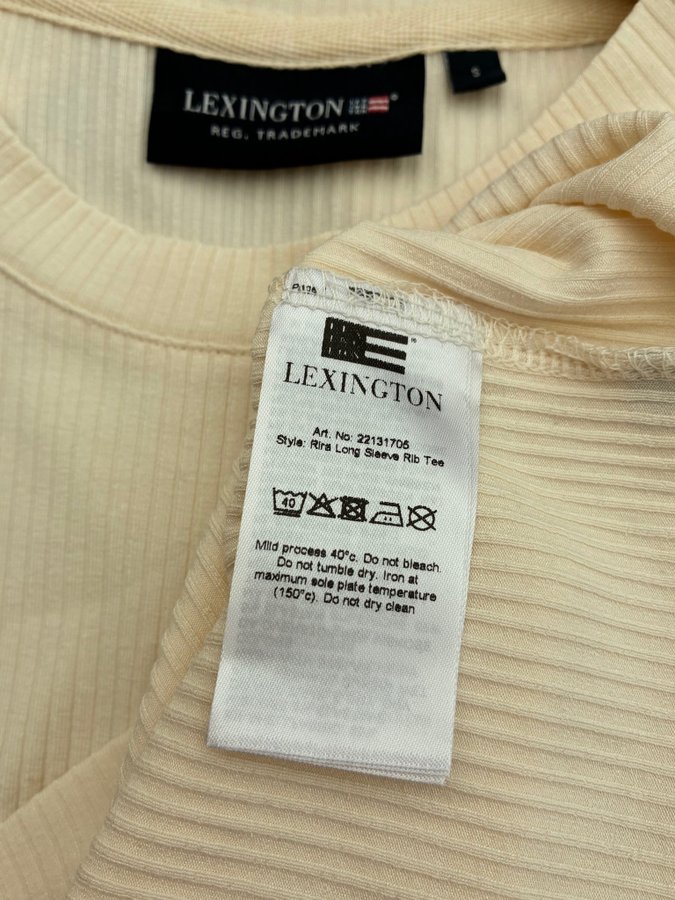 LEXINGTON
REG. TRADEMARK
S
LEXINGTON
Art. No: 22131705
Style: Rira Long Sleeve Rib Tee
40
Mild process 40°c. Do not bleach.
Do not tumble dry. Iron at
maximum sole plate temperature
(150°c). Do not dry clean